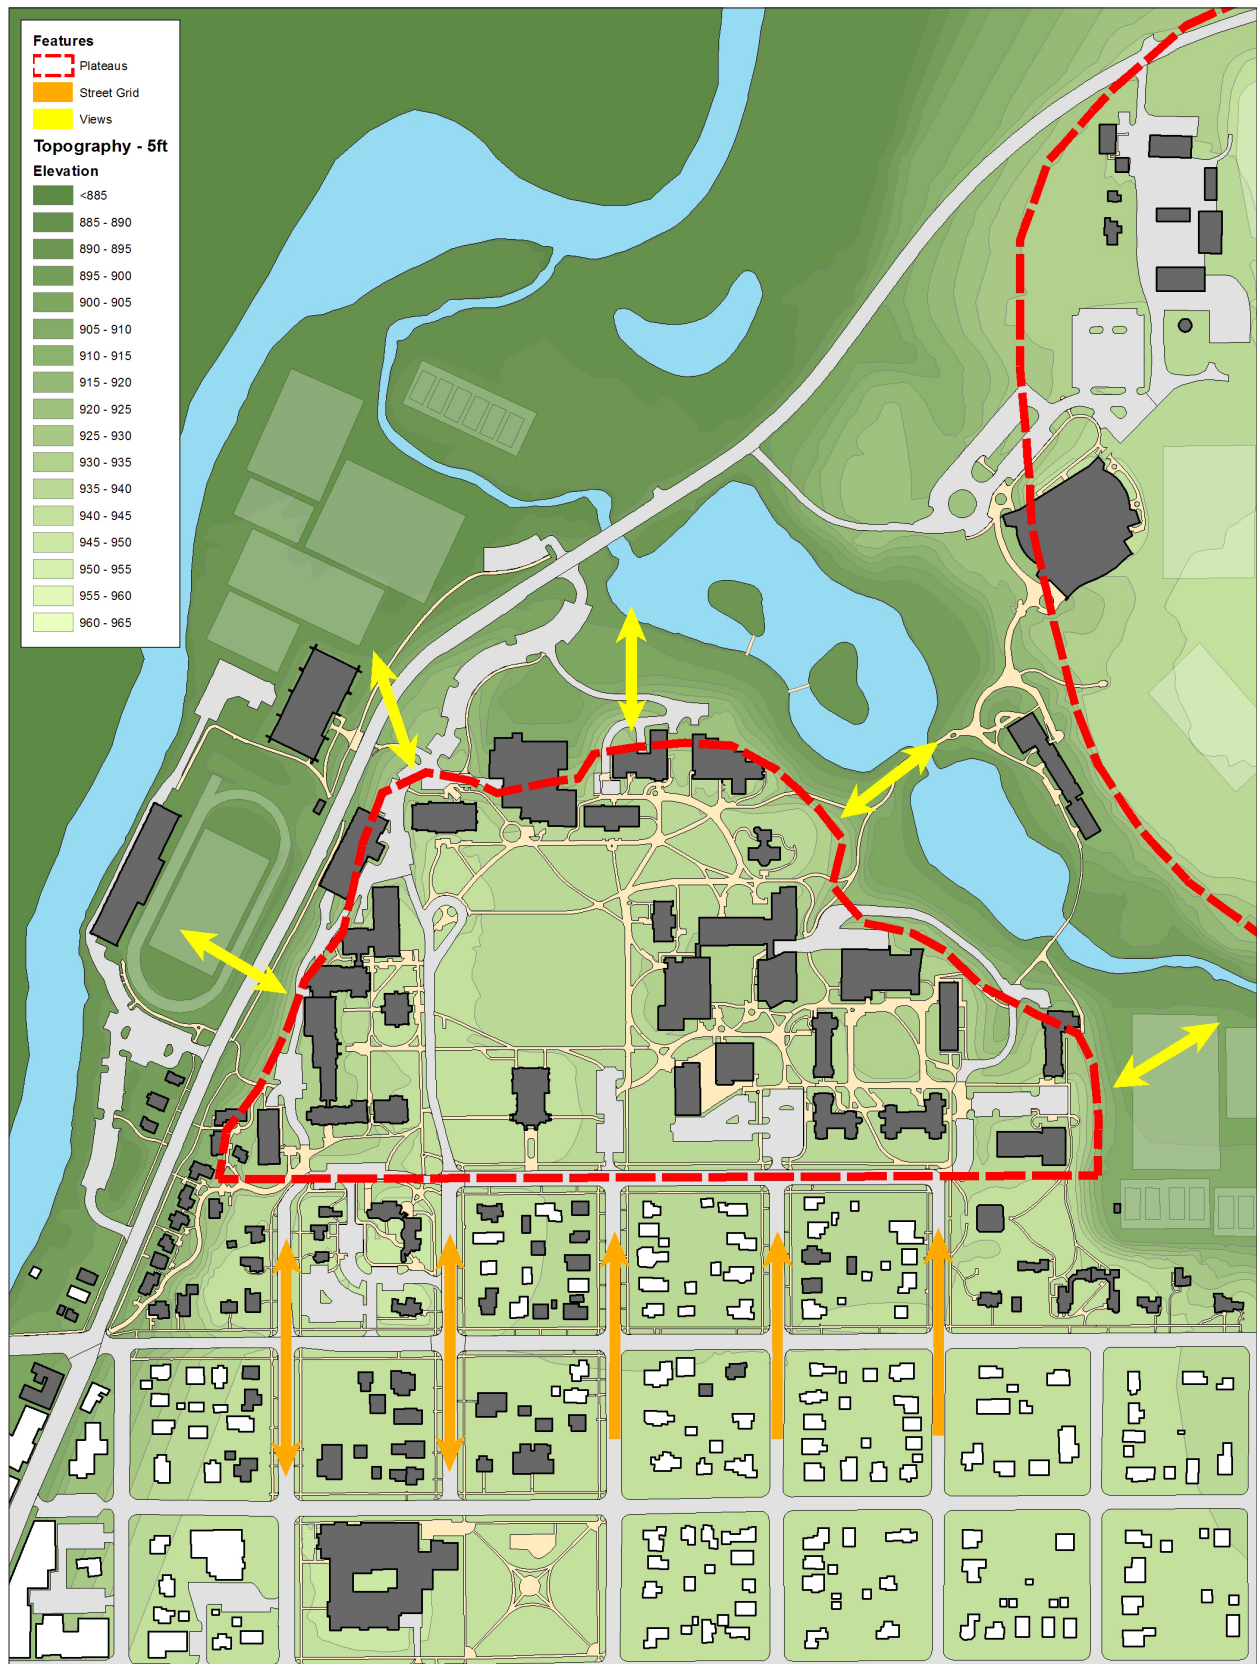 Features
Plateaus
Street Grid
Views
Topography - 5ft
Elevation
<885
885 - 890
890 - 895
895 - 900
900 - 905
905 - 910
910 - 915
915 - 920
920 - 925
925 - 930
930 - 935
935 - 940
940 - 945
945 - 950
950 - 955
955 - 960
960 - 965